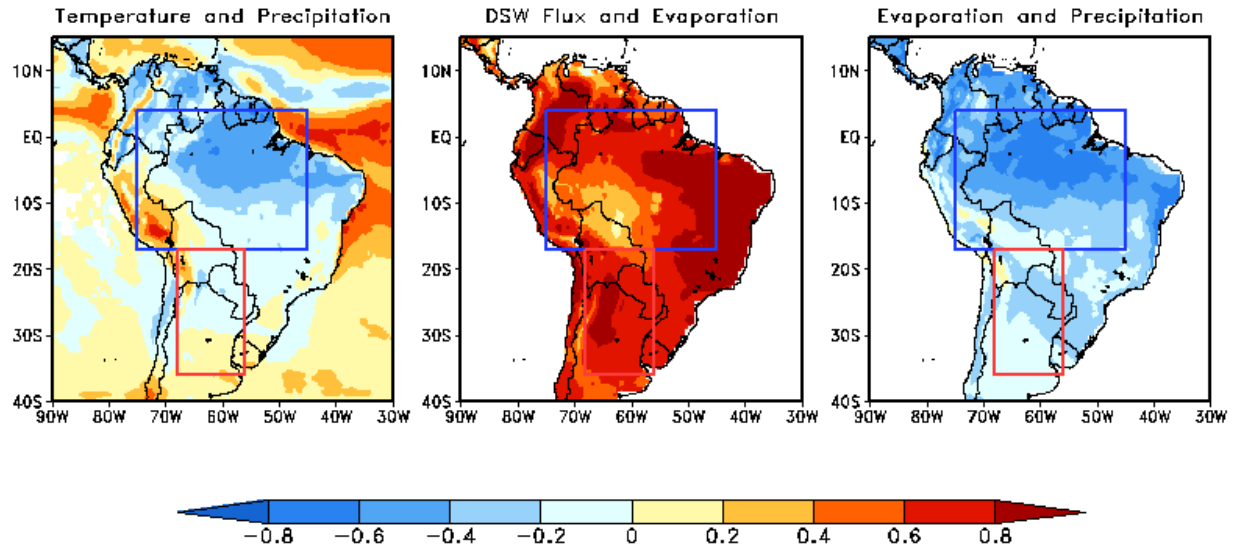 Temperature and Precipitation
DSW Flux and Evaporation
Evaporation and Precipitation
10N
EQ
10S
20S
30S
40S
90W 80W 70W 60W 50W 40W 30W
10N
EQ
10S
20S
30S
40S
90W 80W 70W 60W 50W 40W 30W
10N
EQ
10S
20S
30S
40S
90W 80W 70W 60W 50W 40W 30W
-0.8 -0.6 -0.4 -0.2 0 0.2 0.4 0.6 0.8